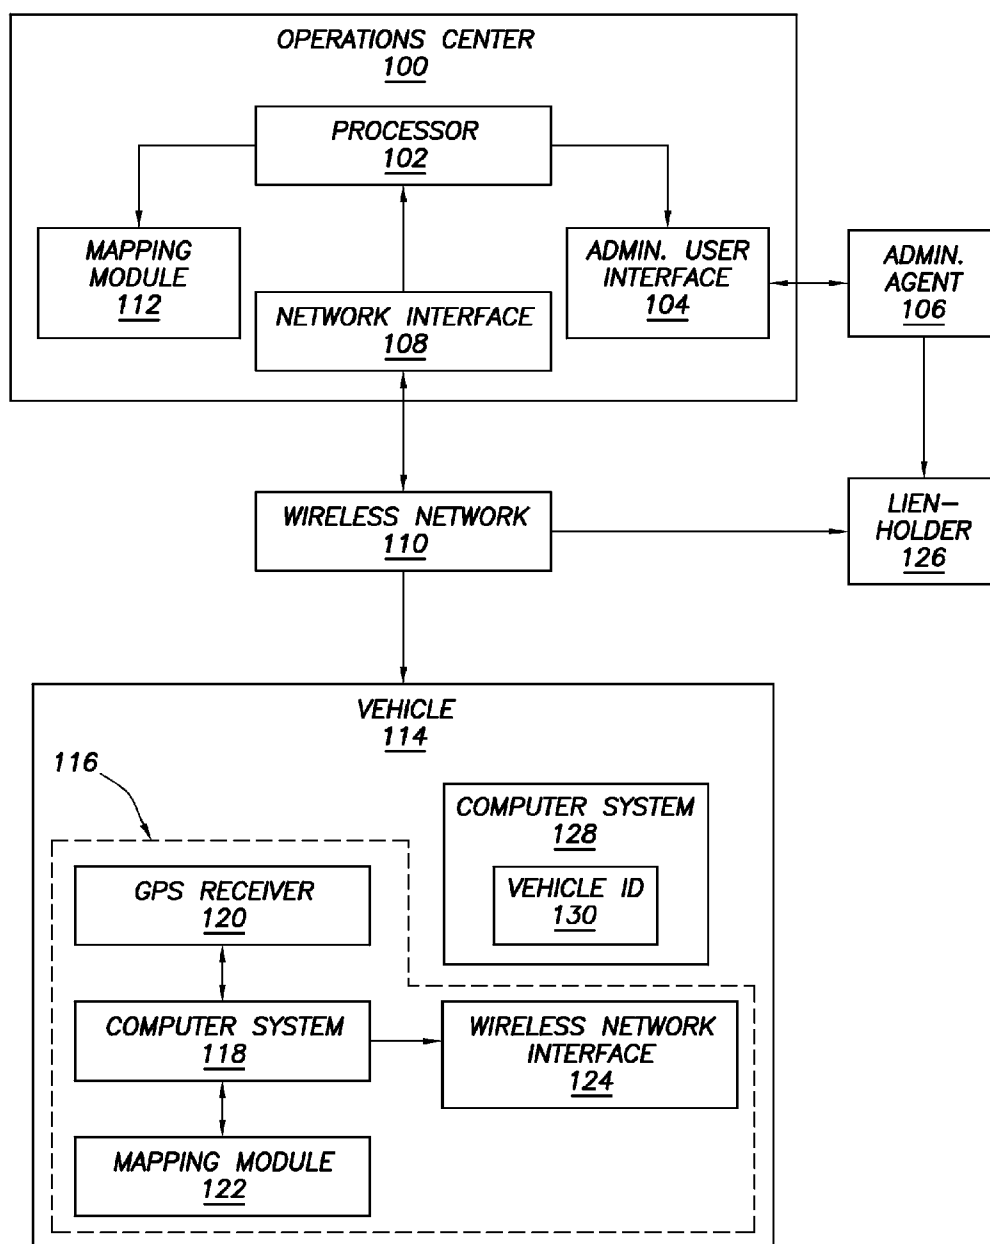 OPERATIONS CENTER
100
PROCESSOR
102
MAPPING
MODULE
112
NETWORK INTERFACE
108
ADMIN. USER
INTERFACE
104
ADMIN.
AGENT
106
WIRELESS NETWORK
110
LIEN-
HOLDER
126
VEHICLE
114
116
COMPUTER SYSTEM
128
VEHICLE ID
130
GPS RECEIVER
120
COMPUTER SYSTEM
118
WIRELESS NETWORK
INTERFACE
124
MAPPING MODULE
122